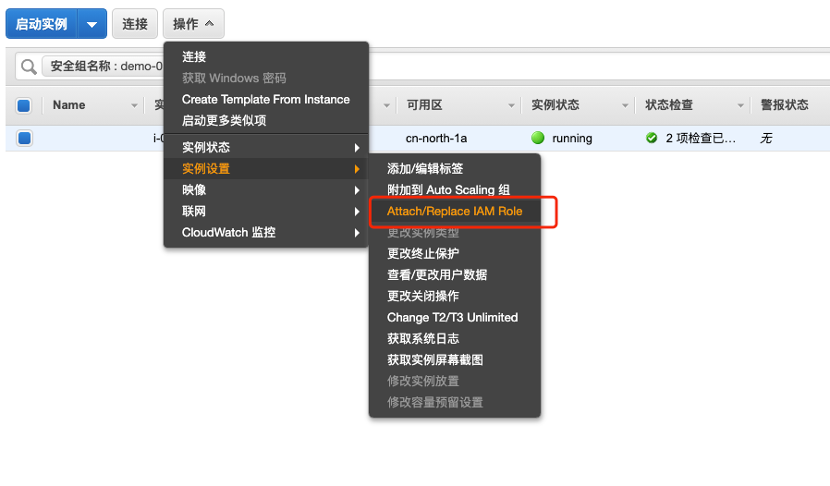 启动实例 连接 操作
安全组名称 : demo-0
Name 实 可用区 实例状态 状态检查 警报状态
i-0 cn-north-1a running 2 项检查已... 无
连接
获取 Windows 密码
Create Template From Instance
启动更多类似项
实例状态
实例设置
映像
联网
CloudWatch 监控
添加/编辑标签
附加到 Auto Scaling 组
Attach/Replace IAM Role
更改实例类型
更改终止保护
查看/更改用户数据
更改关闭操作
Change T2/T3 Unlimited
获取系统日志
获取实例屏幕截图
修改实例放置
修改容量预留设置